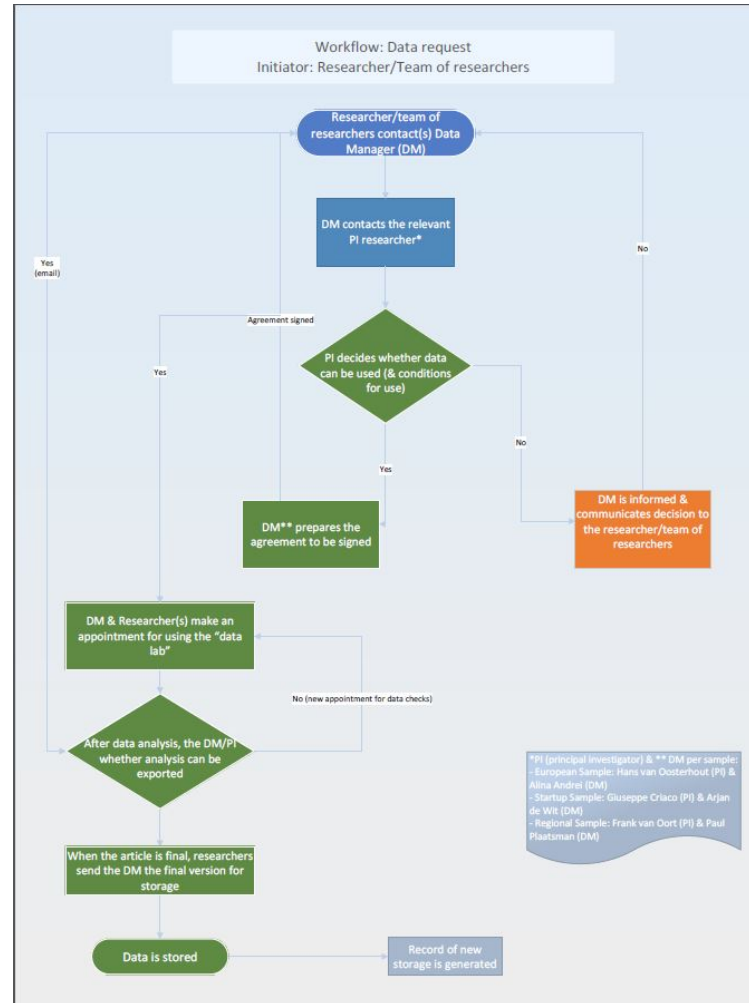 Workflow: Data request
Initiator: Researcher/Team of researchers
Researcher/team of
researchers contact(s) Data
Manager (DM)
DM contacts the relevant
PI researcher*
No
Yes
(email)
Agreement signed
PI decides whether data
can be used (& conditions
for use)
Yes
No
Yes
DM** prepares the
agreement to be signed
DM is informed &
communicates decision to
the researcher/team of
researchers
DM & Researcher(s) make an
appointment for using the “data
lab”
No (new appointment for data checks)
After data analysis, the DM/PI
whether analysis can be
exported
*PI (principal investigator) & ** DM per sample:
- European Sample: Hans van Oosterhout (PI) &
Alina Andrei (DM)
- Startup Sample: Giuseppe Criaco (PI) & Arjan
de Wit (DM)
- Regional Sample: Frank van Oort (PI) & Paul
Plaatsman (DM)
When the article is final, researchers
send the DM the final version for
storage
Data is stored
Record of new
storage is generated